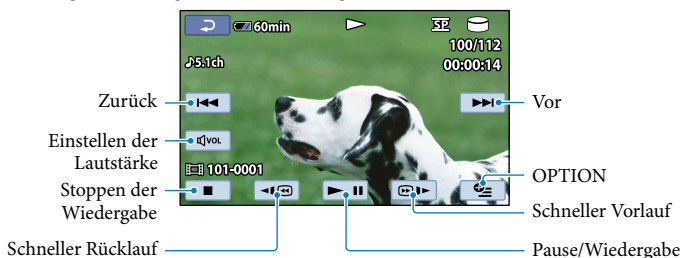 60min
SP
100/112
♪5.1ch
00:00:14
Zurück
Vor
Einstellen der
Lautstärke
VOL
101-0001
Stoppen der
Wiedergabe
OPTION
Schneller Vorlauf
Schneller Rücklauf
Pause/Wiedergabe